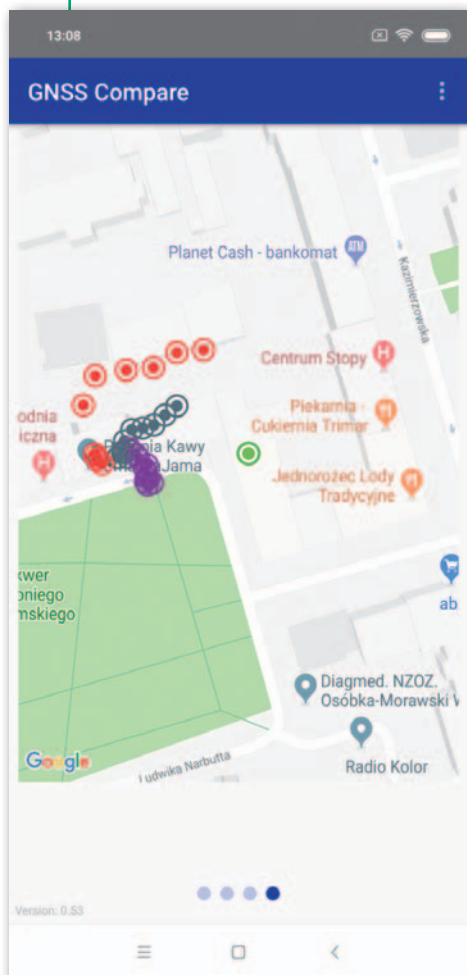 13:08
GNSS Compare
Planet Cash - bankomat
ATM
Kazimierzowska
Centrum Stopy
H
odnia
iczna
Piekarnia -
Cukiernia Trimar
Kawy
Jama
H
Jednorożec Lody
Tradycyjne
kwer
oniego
mskiego
ab
Diagmed. NZOZ.
Osóbka-Morawski W
Google
Ludwika Narbutta
Radio Kolor
Version: 0.53